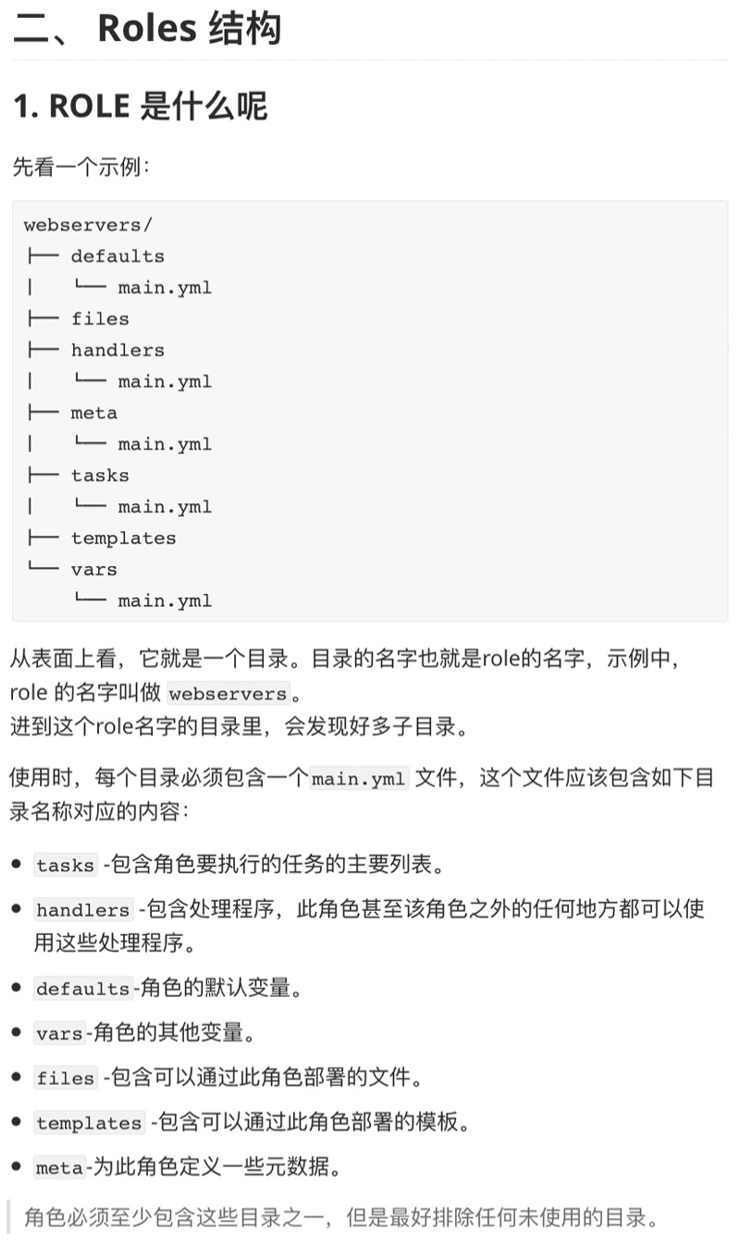 二、 Roles 结构
1. ROLE 是什么呢
先看一个示例：
webservers/
├── defaults
│   └── main.yml
├── files
├── handlers
│   └── main.yml
├── meta
│   └── main.yml
├── tasks
│   └── main.yml
├── templates
└── vars
    └── main.yml
从表面上看，它就是一个目录。目录的名字也就是role的名字，示例中，
role 的名字叫做 webservers。
进到这个role名字的目录里，会发现好多子目录。
使用时，每个目录必须包含一个main.yml 文件，这个文件应该包含如下目
录名称对应的内容：
• tasks -包含角色要执行的任务的主要列表。
• handlers -包含处理程序，此角色甚至该角色之外的任何地方都可以使
用这些处理程序。
• defaults-角色的默认变量。
• vars-角色的其他变量。
• files -包含可以通过此角色部署的文件。
• templates -包含可以通过此角色部署的模板。
• meta-为此角色定义一些元数据。
角色必须至少包含这些目录之一，但是最好排除任何未使用的目录。